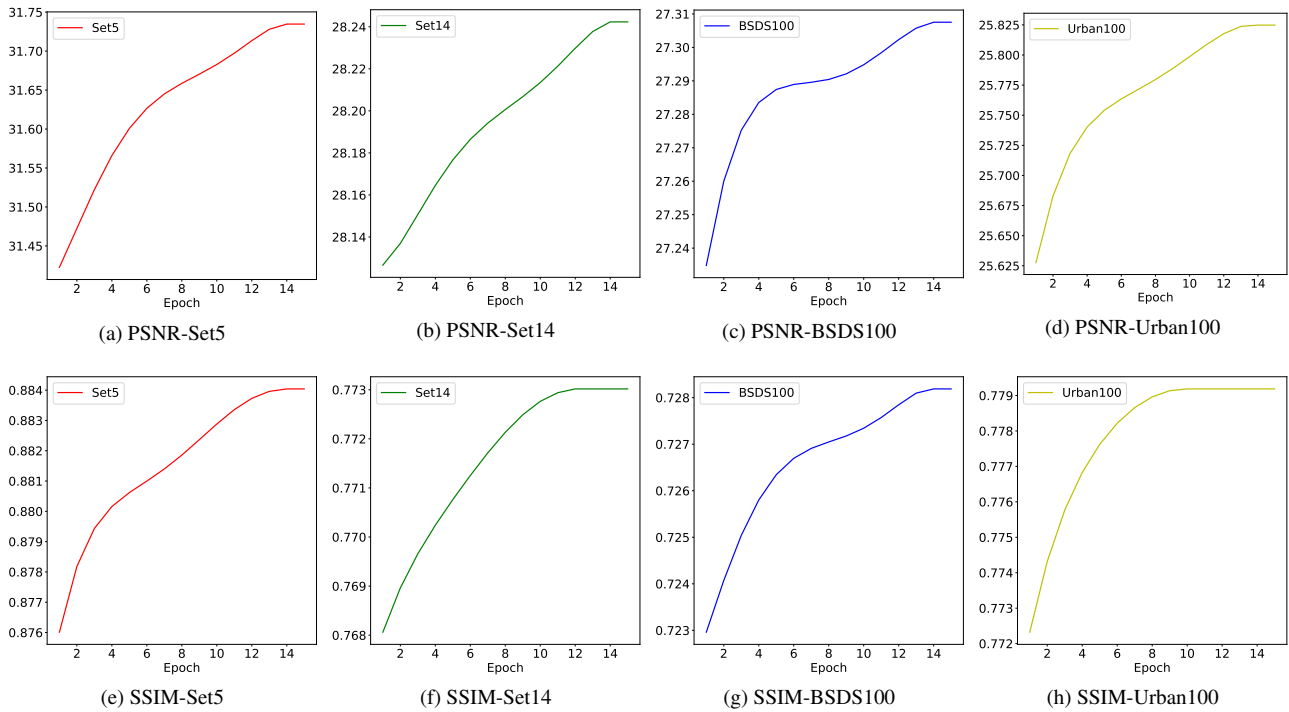 31.75
31.70
31.65
31.60
31.55
31.50
31.45
Set5
2 4 6 8 10 12 14
Epoch
(a) PSNR-Set5
28.24
28.22
28.20
28.18
28.16
28.14
Set14
2 4 6 8 10 12 14
Epoch
(b) PSNR-Set14
27.31
27.30
27.29
27.28
27.27
27.26
27.25
27.24
BSDS100
2 4 6 8 10 12 14
Epoch
(c) PSNR-BSDS100
25.825
25.800
25.775
25.750
25.725
25.700
25.675
25.650
25.625
Urban100
2 4 6 8 10 12 14
Epoch
(d) PSNR-Urban100
0.884
0.883
0.882
0.881
0.880
0.879
0.878
0.877
0.876
Set5
2 4 6 8 10 12 14
Epoch
(e) SSIM-Set5
0.773
0.772
0.771
0.770
0.769
0.768
Set14
2 4 6 8 10 12 14
Epoch
(f) SSIM-Set14
0.728
0.727
0.726
0.725
0.724
0.723
BSDS100
2 4 6 8 10 12 14
Epoch
(g) SSIM-BSDS100
0.779
0.778
0.777
0.776
0.775
0.774
0.773
0.772
Urban100
2 4 6 8 10 12 14
Epoch
(h) SSIM-Urban100